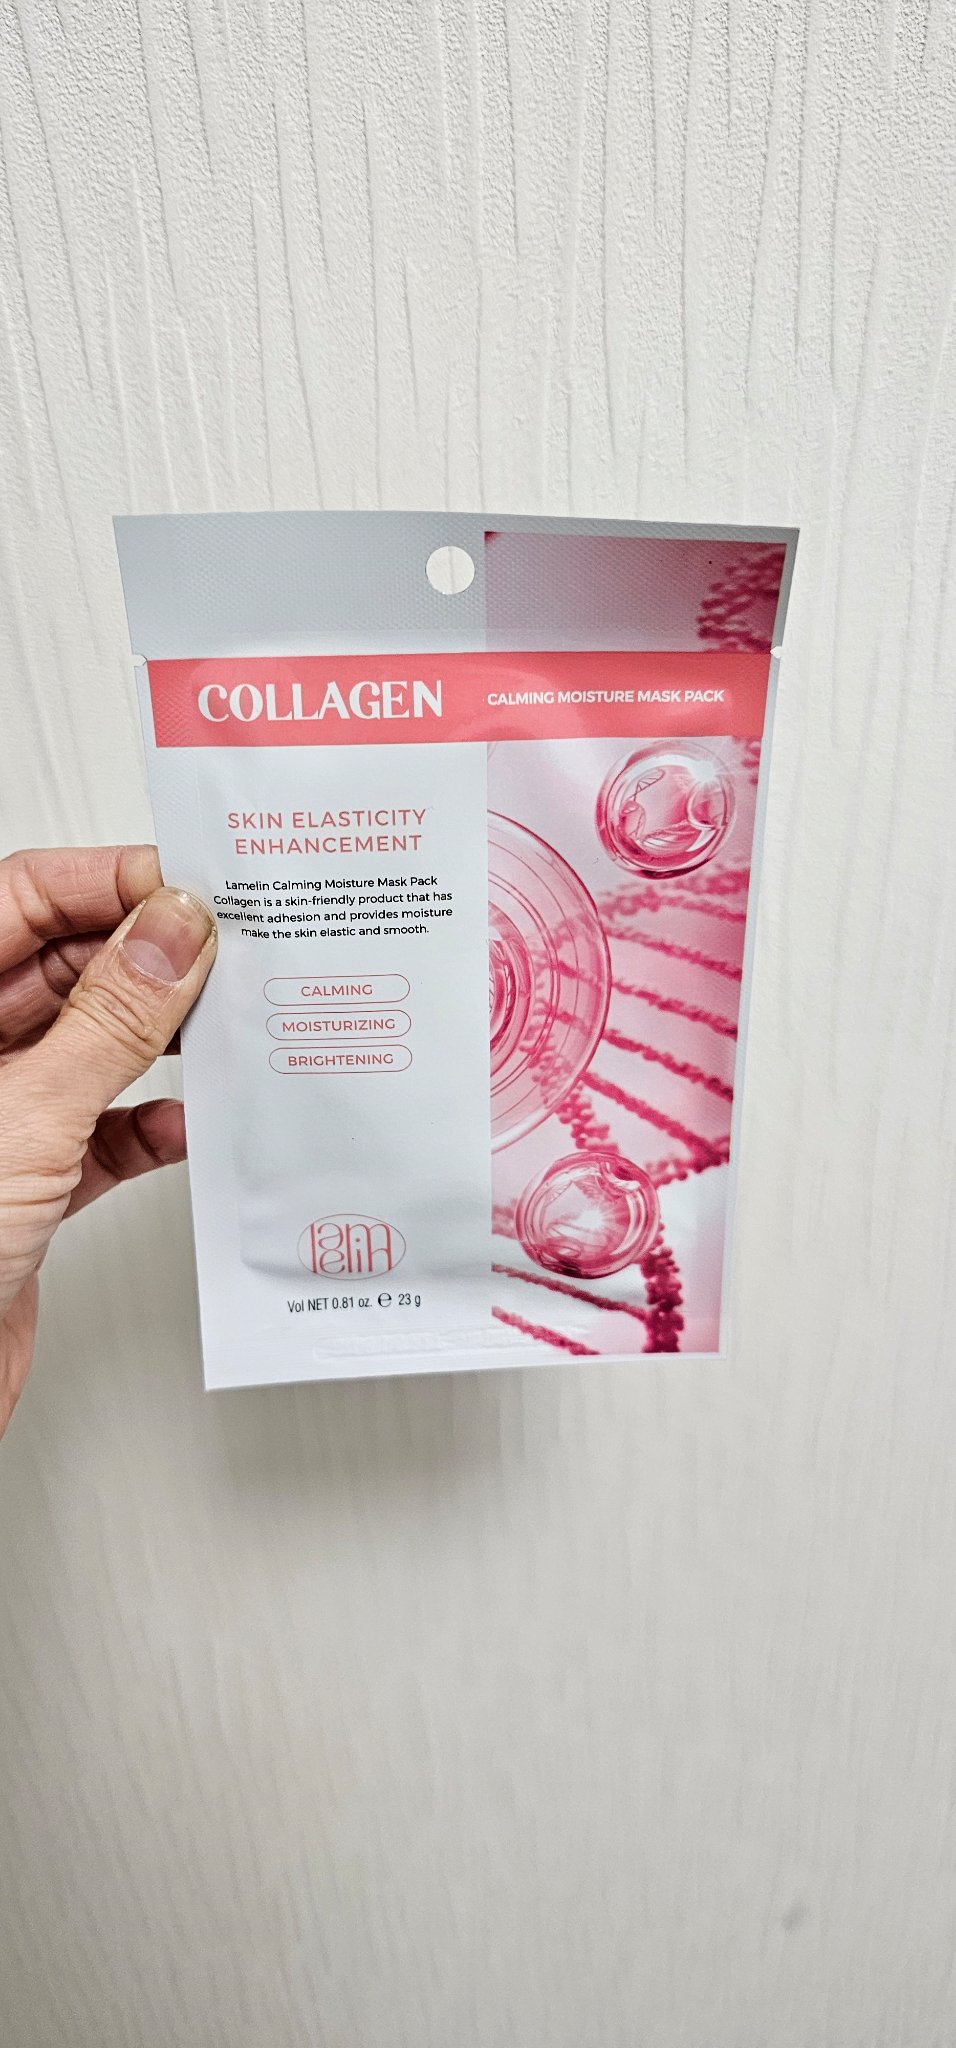 COLLAGEN
CALMING MOISTURE MASK PACK
SKIN ELASTICITY
ENHANCEMENT
Lamelin Calming Moisture Mask Pack
Collagen is a skin-friendly product that has
excellent adhesion and provides moisture
make the skin elastic and smooth.
CALMING
MOISTURIZING
BRIGHTENING
lam
elin
Vol NET 0.81 oz. ℮ 23 g